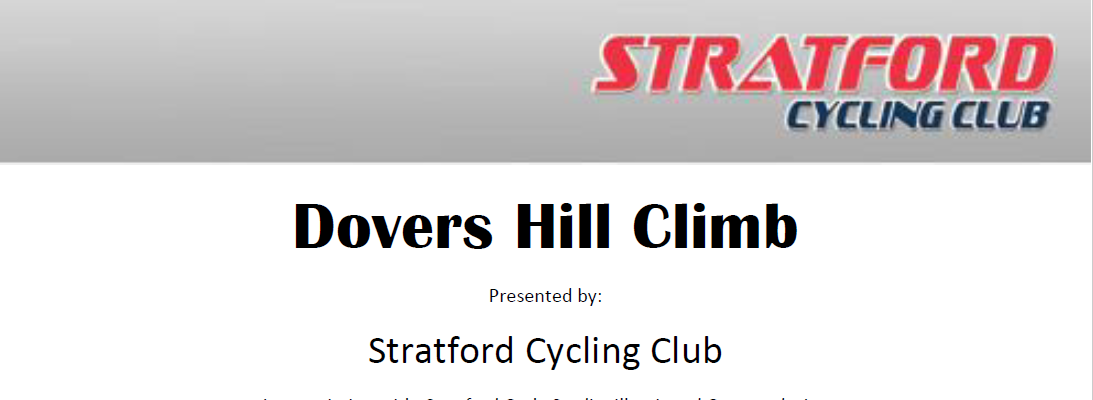 STRATFORD
CYCLING CLUB
Dovers Hill Climb
Presented by:
Stratford Cycling Club